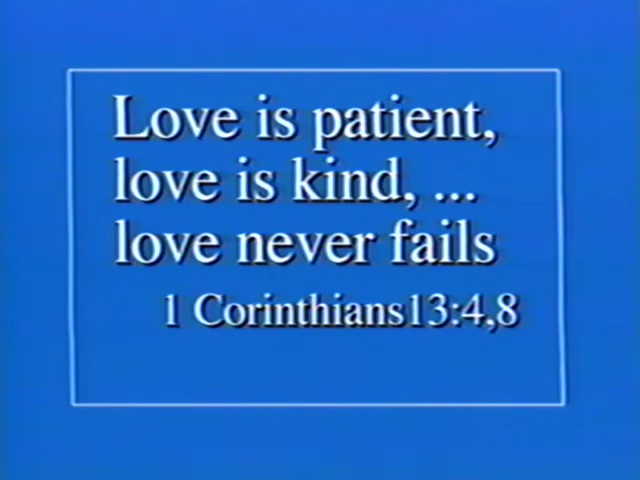 Love is patient,
love is kind, ...
love never fails
1 Corinthians13:4,8